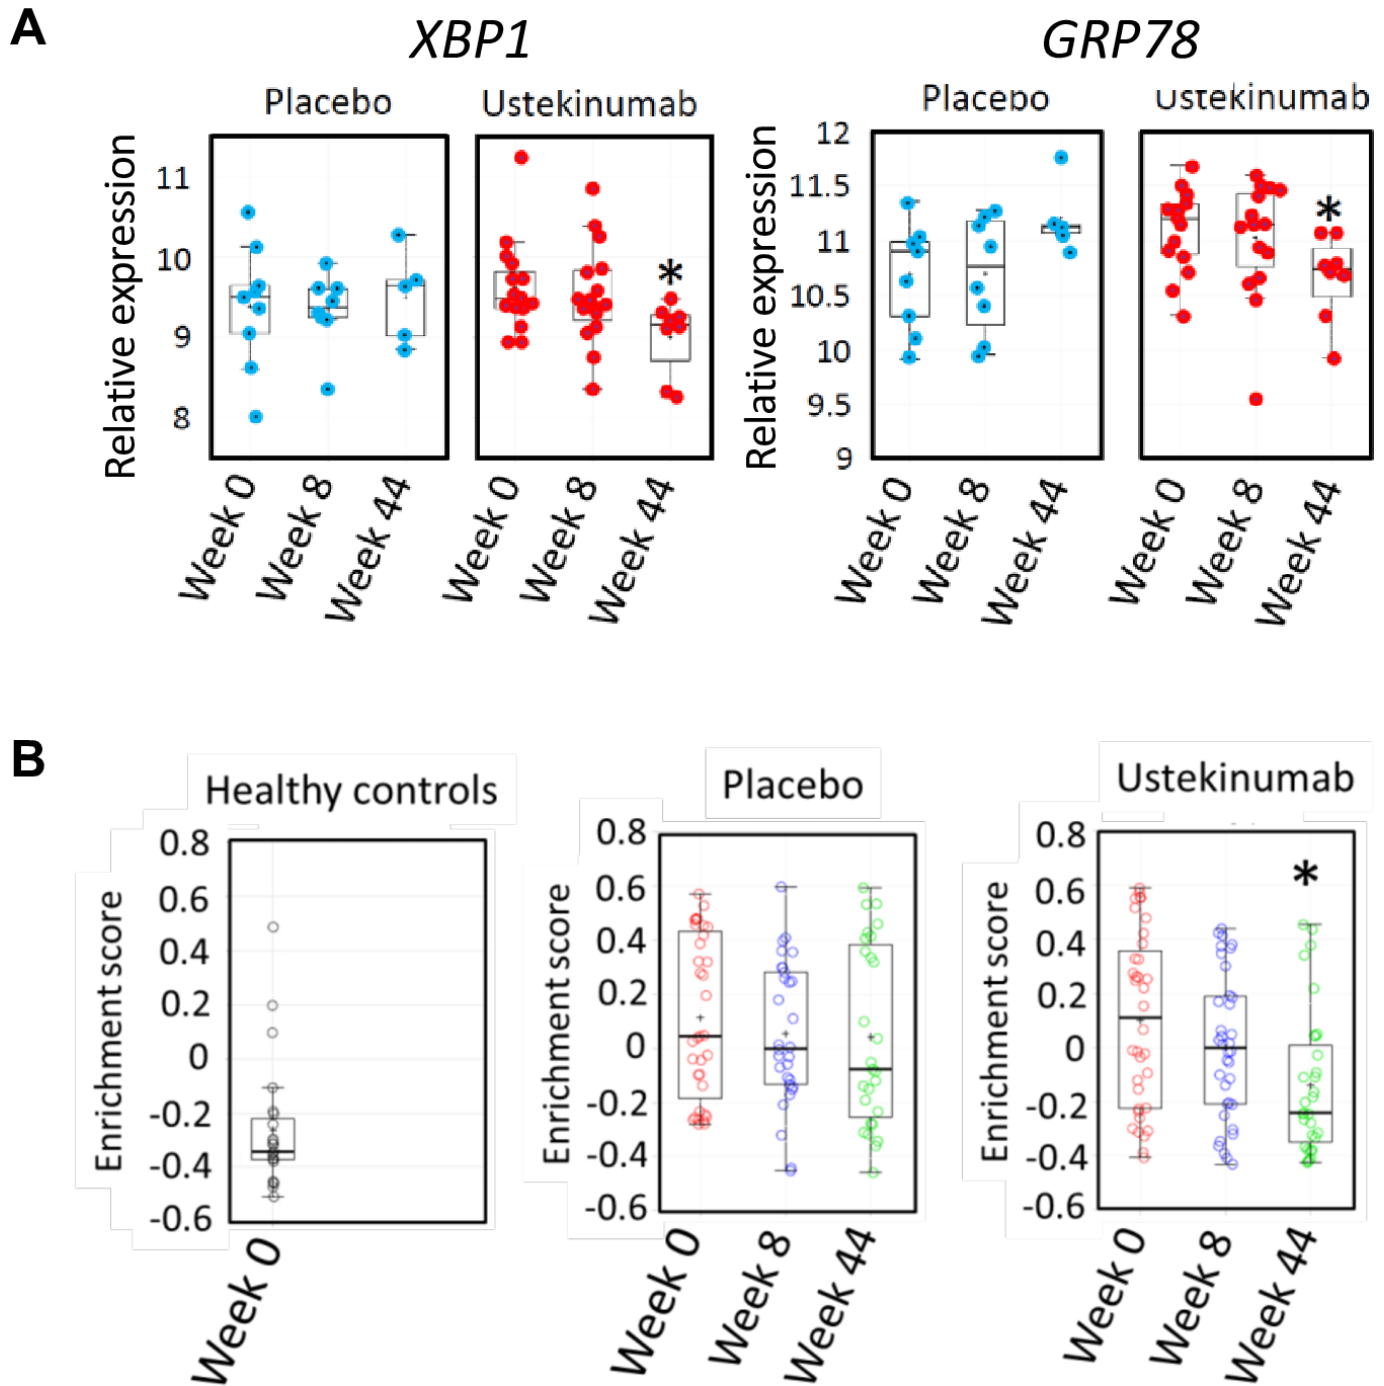 A
XBP1
GRP78
Placebo
Ustekinumab
Placebo
Ustekinumab
Relative expression
11
10
9
8
Relative expression
12
11.5
11
10.5
10
9.5
9
*
*
Week 0
Week 8
Week 44
Week 0
Week 8
Week 44
Week 0
Week 8
Week 44
Week 0
Week 8
Week 44
B
Healthy controls
Placebo
Ustekinumab
Enrichment score
0.8
0.6
0.4
0.2
0
-0.2
-0.4
-0.6
Week 0
Enrichment score
0.8
0.6
0.4
0.2
0
-0.2
-0.4
-0.6
Week 0
Week 8
Week 44
Enrichment score
0.8
0.6
0.4
0.2
0
-0.2
-0.4
-0.6
*
Week 0
Week 8
Week 44